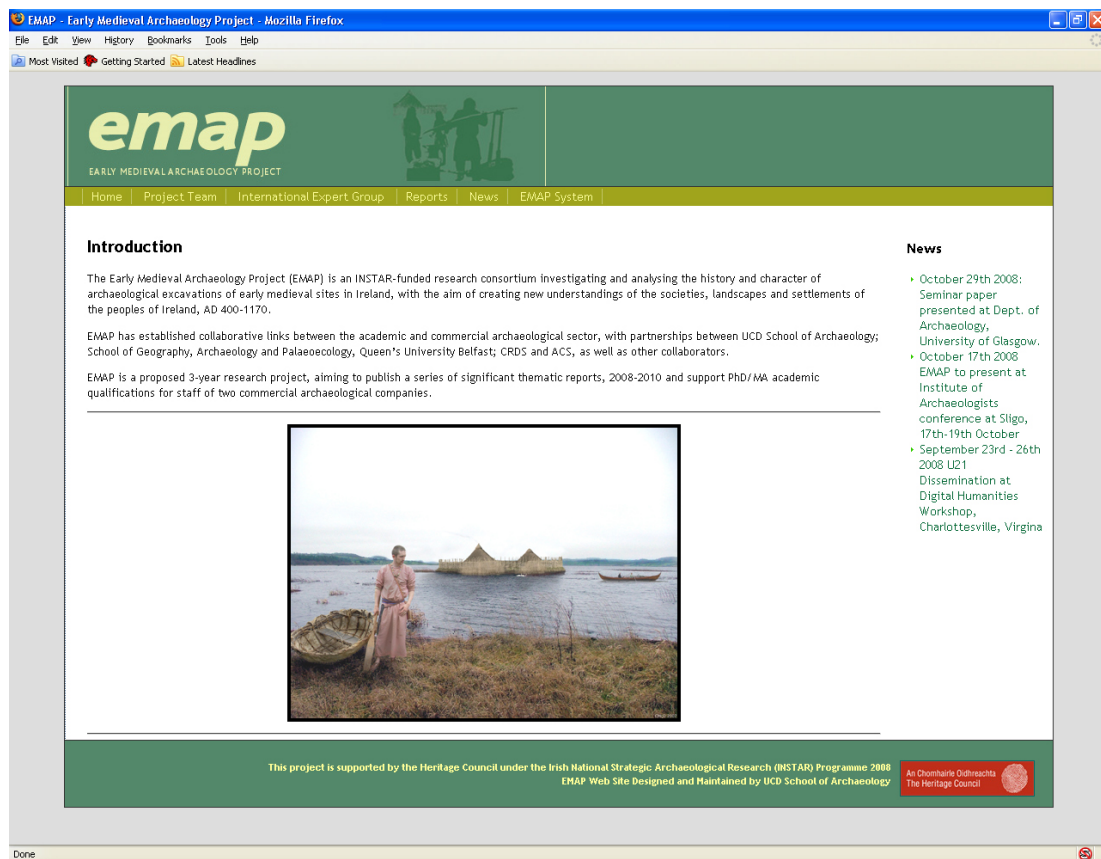 EMAP - Early Medieval Archaeology Project - Mozilla Firefox
File Edit View History Bookmarks Tools Help
Most Visited Getting Started Latest Headlines
emap
EARLY MEDIEVAL ARCHAEOLOGY PROJECT
Home Project Team International Expert Group Reports News EMAP System
Introduction
The Early Medieval Archaeology Project (EMAP) is an INSTAR-funded research consortium investigating and analysing the history and character of
archaeological excavations of early medieval sites in Ireland, with the aim of creating new understandings of the societies, landscapes and settlements of
the peoples of Ireland, AD 400-1170.
EMAP has established collaborative links between the academic and commercial archaeological sector, with partnerships between UCD School of Archaeology;
School of Geography, Archaeology and Palaeoecology, Queen's University Belfast; CRDS and ACS, as well as other collaborators.
EMAP is a proposed 3-year research project, aiming to publish a series of significant thematic reports, 2008-2010 and support PhD/MA academic
qualifications for staff of two commercial archaeological companies.
News
October 29th 2008:
Seminar paper
presented at Dept. of
Archaeology,
University of Glasgow.
October 17th 2008
EMAP to present at
Institute of
Archaeologists
conference at Sligo,
17th-19th October
September 23rd - 26th
2008 U21
Dissemination at
Digital Humanities
Workshop,
Charlottesville, Virgina
This project is supported by the Heritage Council under the Irish National Strategic Archaeological Research (INSTAR) Programme 2008
EMAP Web Site Designed and Maintained by UCD School of Archaeology
An Chomhairle Oidhreachta
The Heritage Council
Done